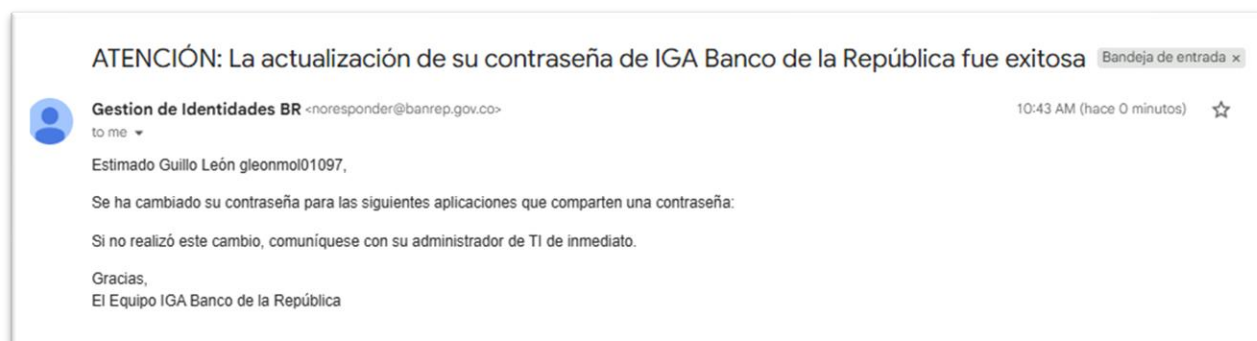 ATENCIÓN: La actualización de su contraseña de IGA Banco de la República fue exitosa Bandeja de entrada x
Gestion de Identidades BR <noresponder@banrep.gov.co> 10:43 AM (hace 0 minutos)
to me
Estimado Guillo León gleonmol01097,
Se ha cambiado su contraseña para las siguientes aplicaciones que comparten una contraseña:
Si no realizó este cambio, comuníquese con su administrador de TI de inmediato.
Gracias,
El Equipo IGA Banco de la República